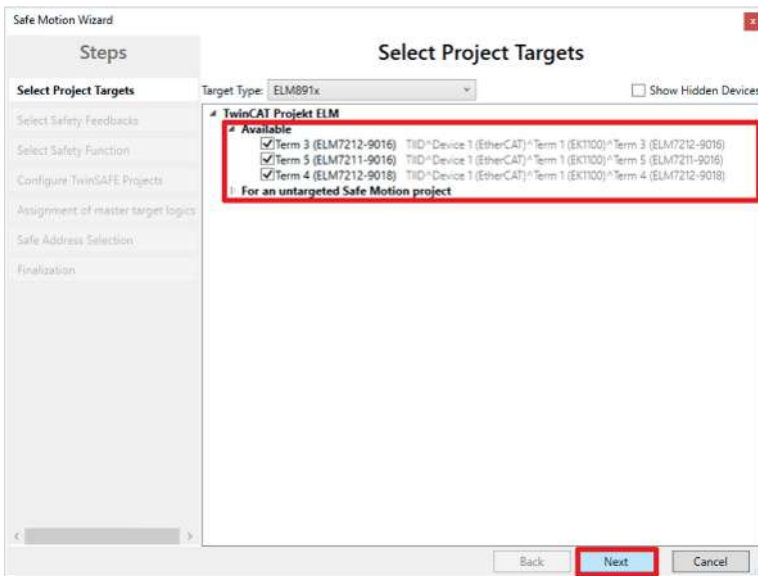 Safe Motion Wizard
x
Steps
Select Project Targets
Select Project Targets
Select Safety Feedbacks
Select Safety Function
Configure TwinSAFE Projects
Assignment of master target logics
Safe Address Selection
Finalization
Target Type: ELM891x
Show Hidden Devices
TwinCAT Projekt ELM
Available
Term 3 (ELM7212-9016) TIID^Device 1 (EtherCAT)^Term 1 (EK1100)^Term 3 (ELM7212-9016)
Term 5 (ELM7211-9016) TIID^Device 1 (EtherCAT)^Term 1 (EK1100)^Term 5 (ELM7211-9016)
Term 4 (ELM7212-9018) TIID^Device 1 (EtherCAT)^Term 1 (EK1100)^Term 4 (ELM7212-9018)
For an untargeted Safe Motion project
Back Next Cancel